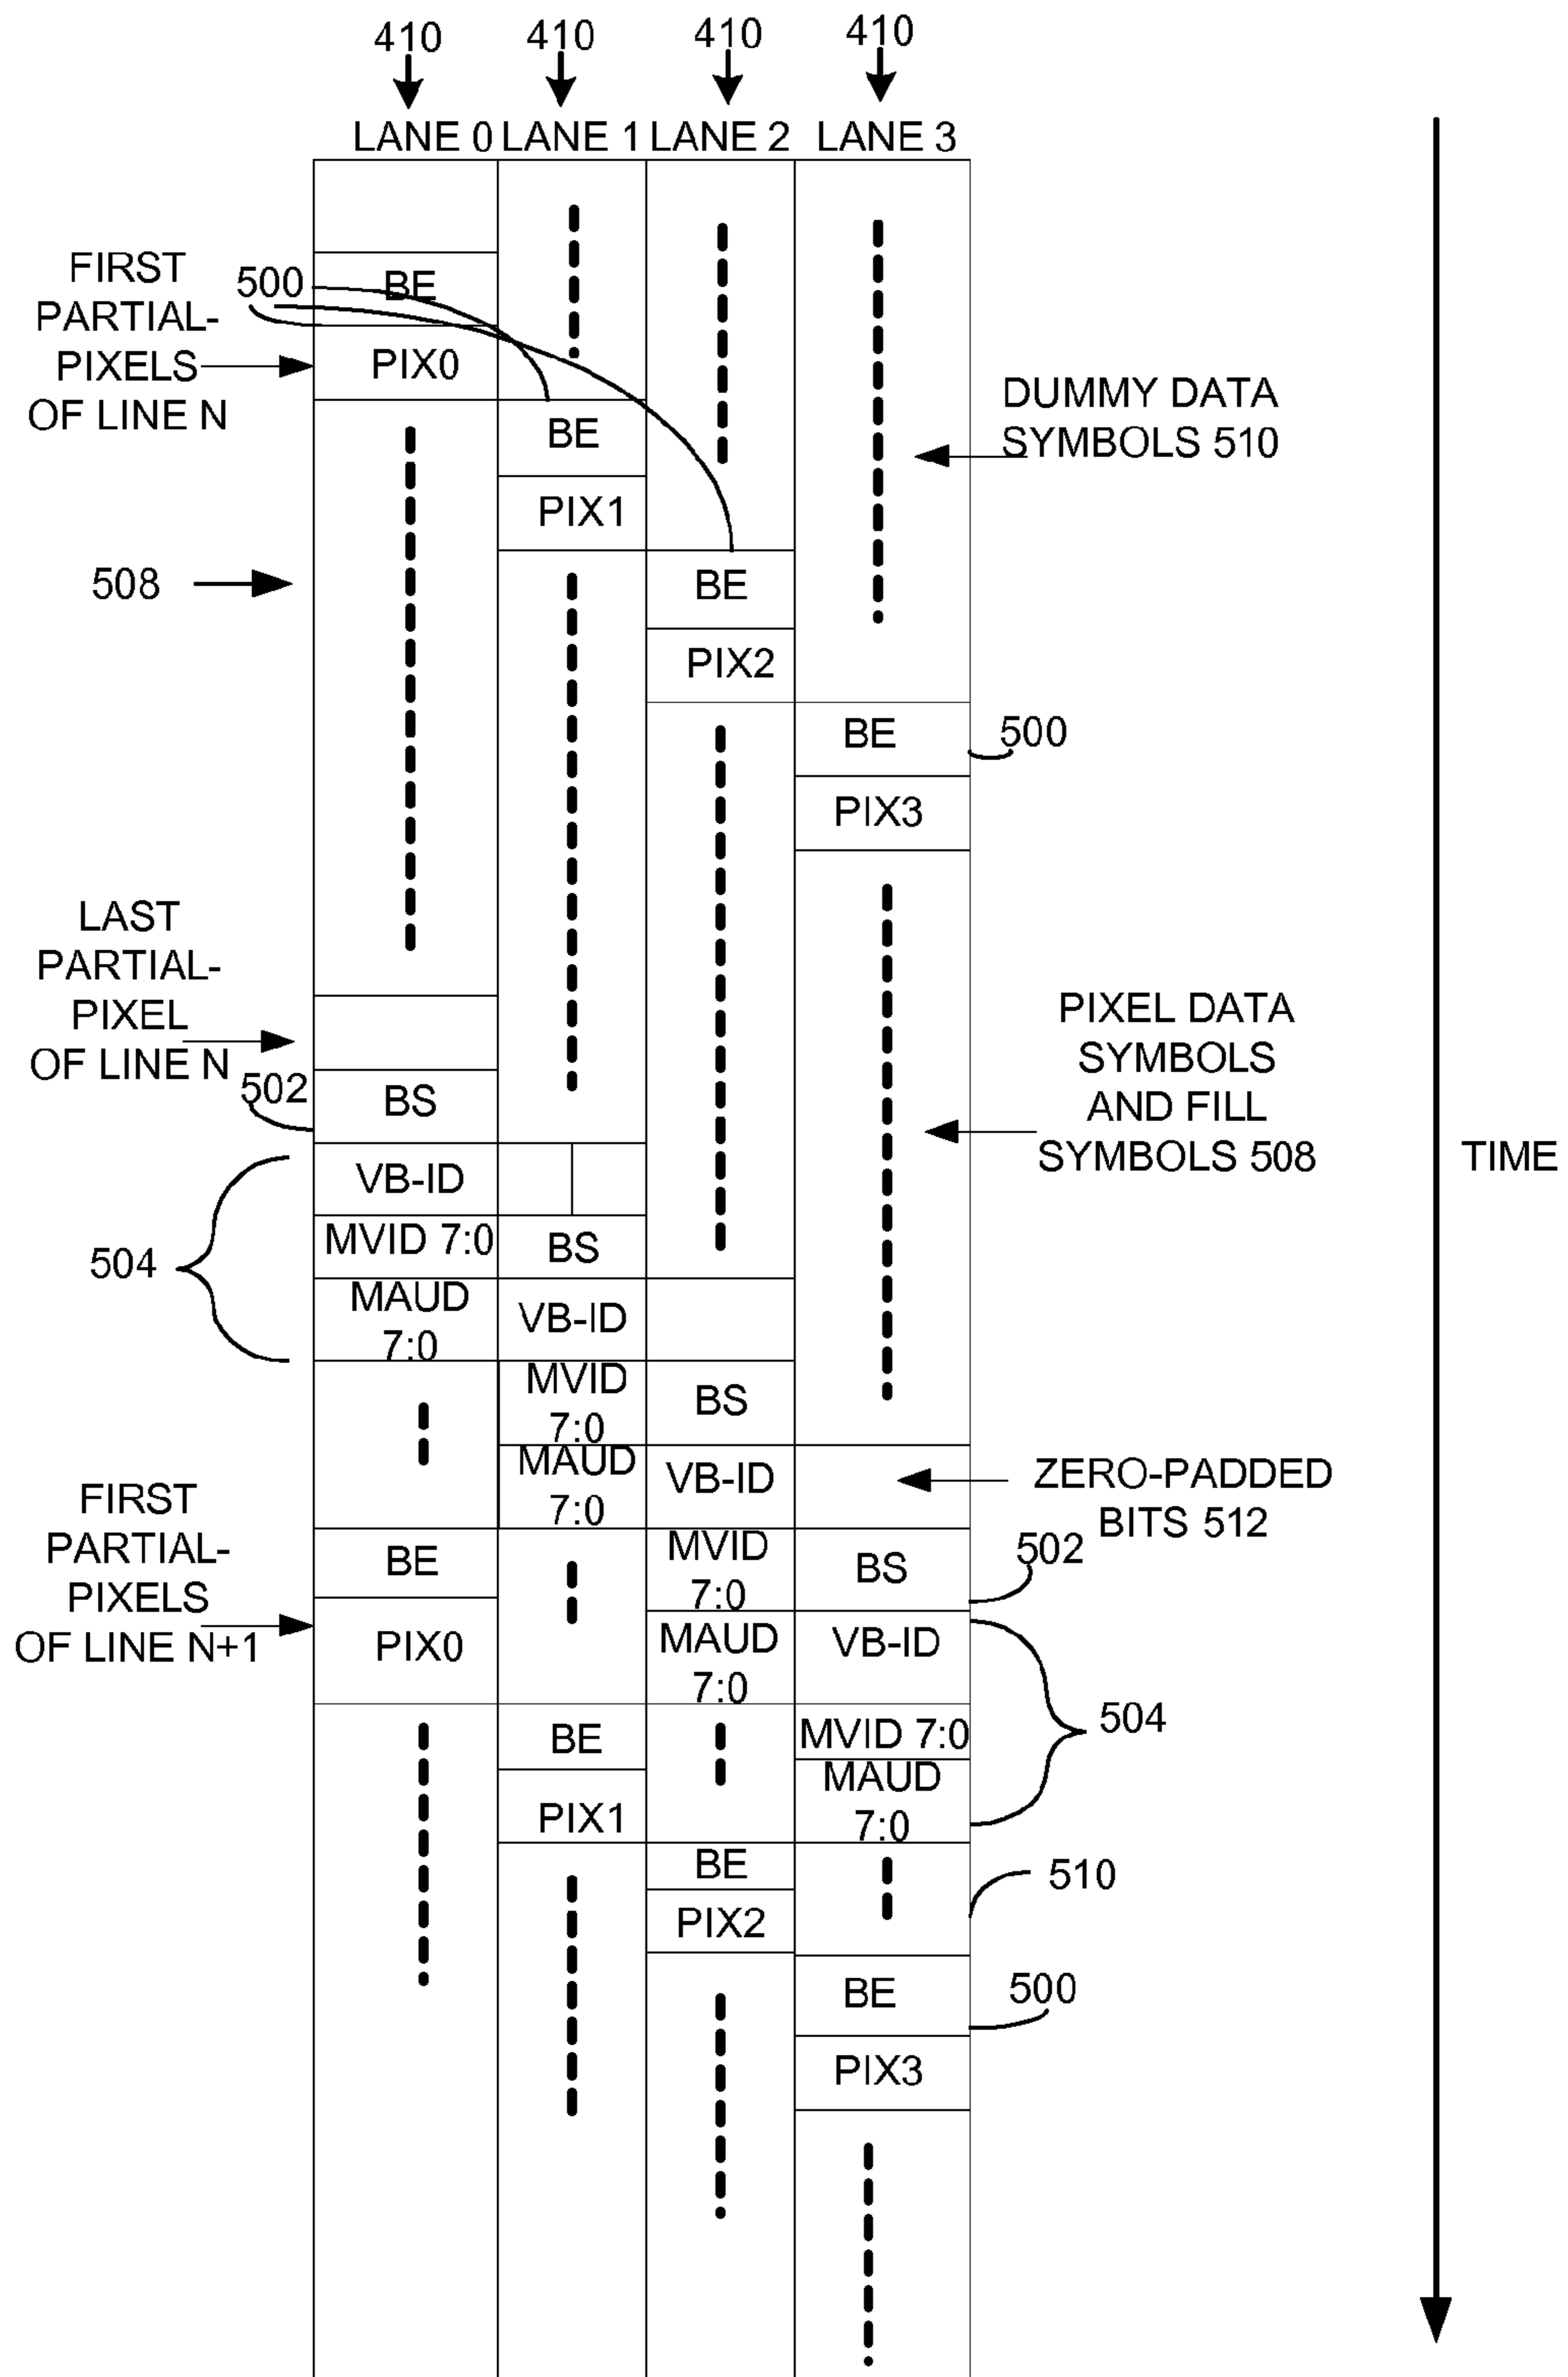 410 410 410 410
LANE 0 LANE 1 LANE 2 LANE 3
FIRST
PARTIAL-
PIXELS
OF LINE N
500
BE
PIX0
BE
PIX1
DUMMY DATA
SYMBOLS 510
508
BE
PIX2
BE
500
PIX3
LAST
PARTIAL-
PIXEL
OF LINE N
502
BS
PIXEL DATA
SYMBOLS
AND FILL
SYMBOLS 508
TIME
504
VB-ID
MVID 7:0 BS
MAUD
7:0
VB-ID
MVID
7:0
BS
MAUD
7:0
VB-ID
ZERO-PADDED
BITS 512
FIRST
PARTIAL-
PIXELS
OF LINE N+1
BE
MVID
7:0
BS
502
PIX0
MAUD
7:0
VB-ID
504
BE
MVID 7:0
PIX1
MAUD
7:0
BE
510
PIX2
BE
500
PIX3